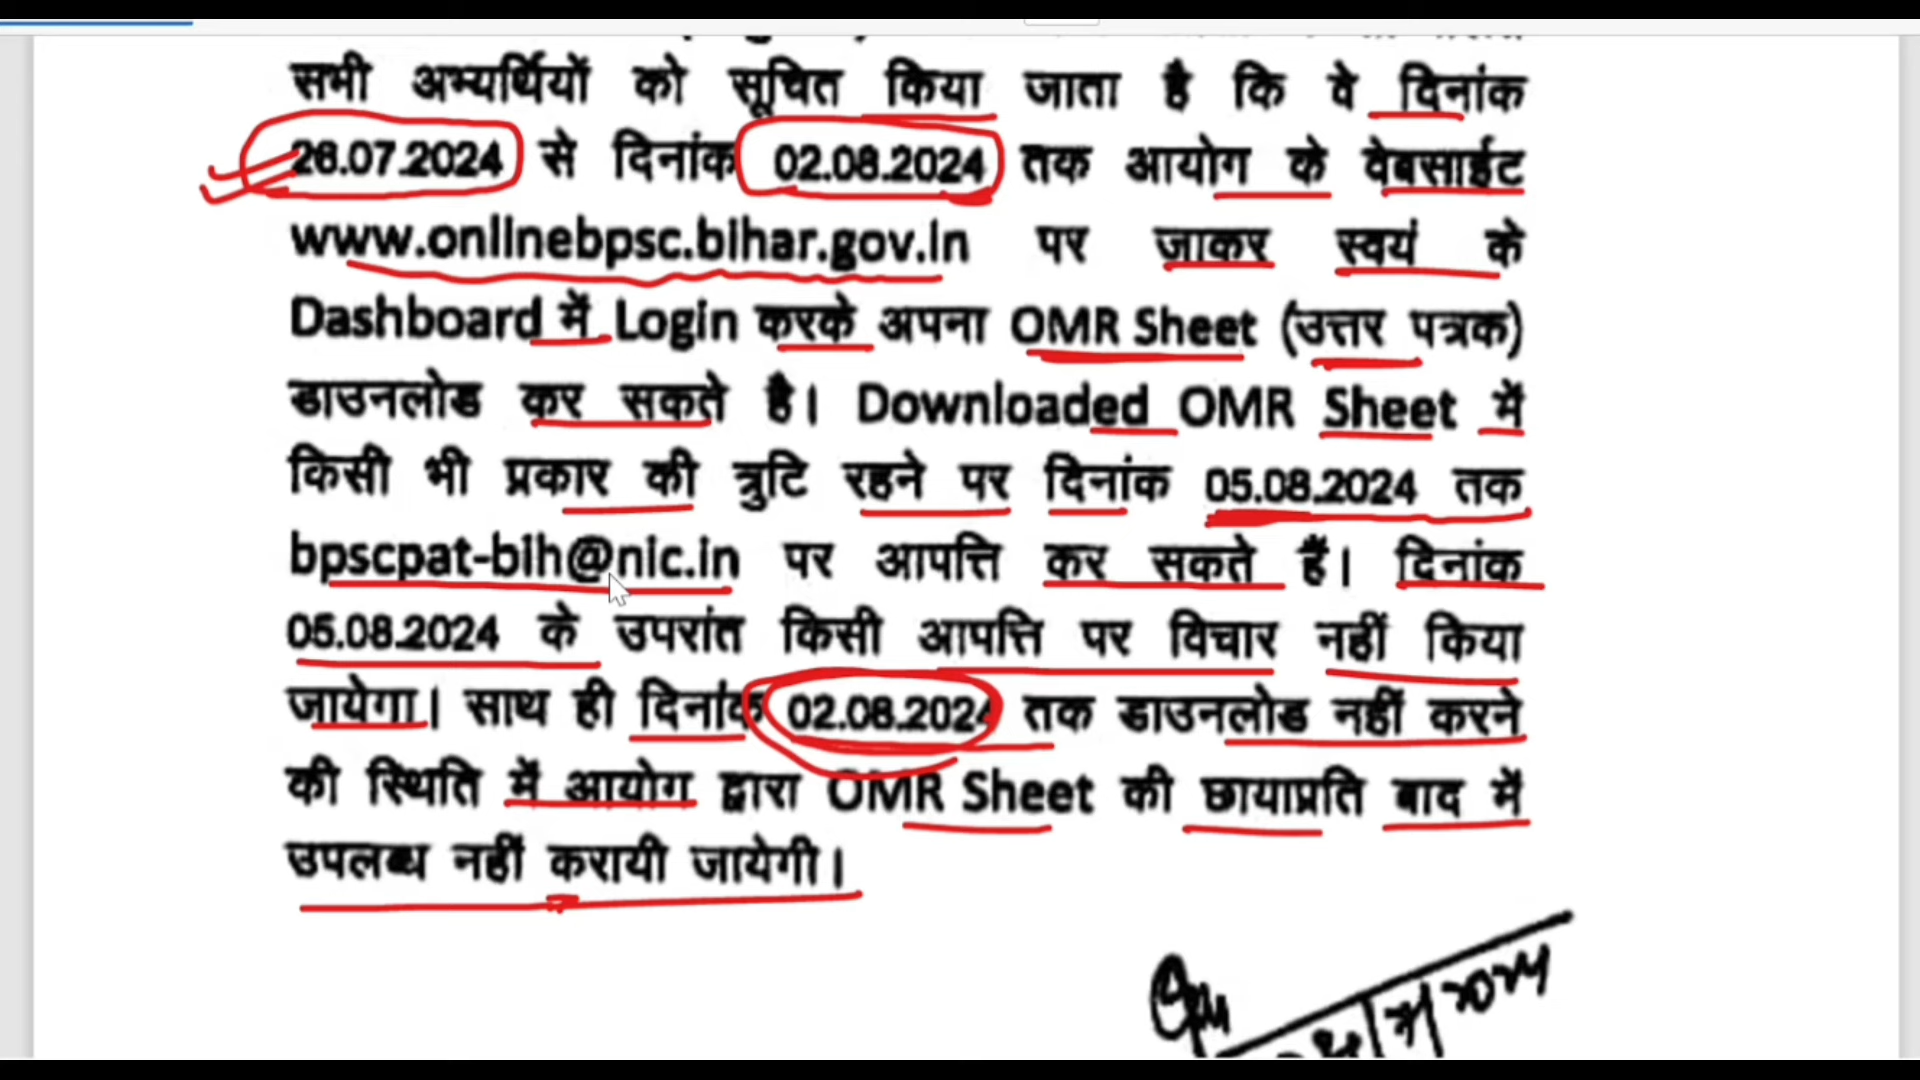 सभी अभ्यर्थियों को सूचित किया जाता है कि वे दिनांक
26.07.2024 से दिनांक 02.08.2024 तक आयोग के वेबसाईट
www.onlinebpsc.bihar.gov.in पर जाकर स्वयं के
Dashboard में Login करके अपना OMR Sheet (उत्तर पत्रक)
डाउनलोड कर सकते है। Downloaded OMR Sheet में
किसी भी प्रकार की त्रुटि रहने पर दिनांक 05.08.2024 तक
bpscpat-bih@nic.in पर आपत्ति कर सकते हैं। दिनांक
05.08.2024 के उपरांत किसी आपत्ति पर विचार नहीं किया
जायेगा। साथ ही दिनांक 02.08.2024 तक डाउनलोड नहीं करने
की स्थिति में आयोग द्वारा OMR Sheet की छायाप्रति बाद में
उपलब्ध नहीं करायी जायेगी।